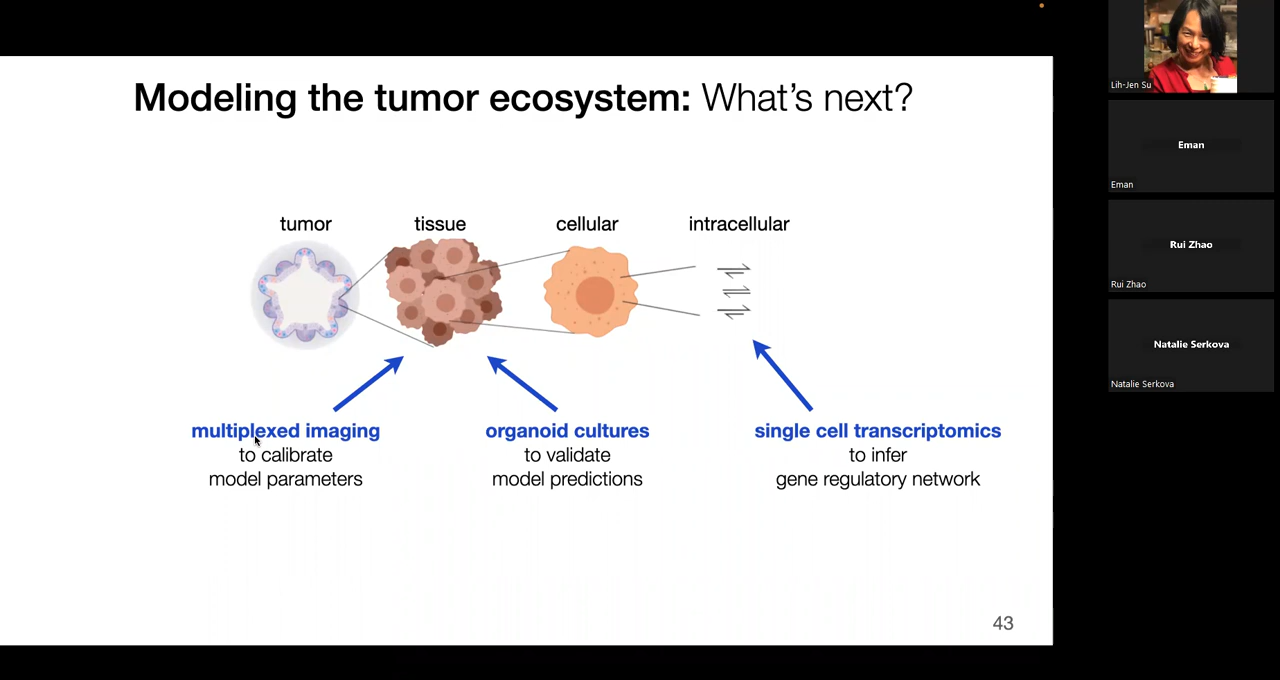 Modeling the tumor ecosystem: What's next?
tumor tissue cellular intracellular
multiplexed imaging
to calibrate
model parameters
organoid cultures
to validate
model predictions
single cell transcriptomics
to infer
gene regulatory network
43
Lih-Jen Su
Eman
Eman
Rui Zhao
Rui Zhao
Natalie Serkova
Natalie Serkova